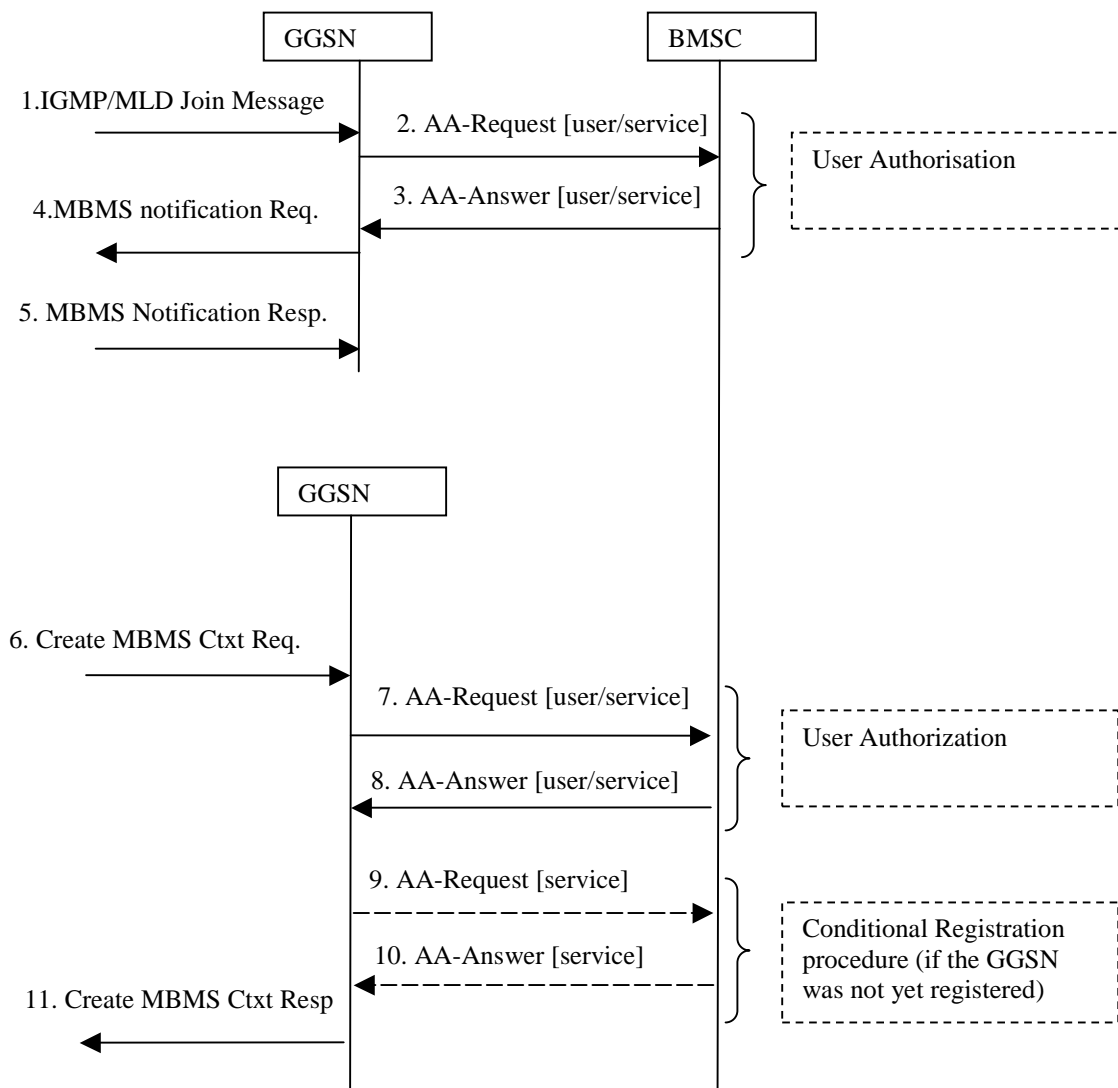 GGSN
BMSC
1.IGMP/MLD Join Message
2. AA-Request [user/service]
User Authorisation
3. AA-Answer [user/service]
4.MBMS notification Req.
5. MBMS Notification Resp.
GGSN
6. Create MBMS Ctxt Req.
7. AA-Request [user/service]
User Authorization
8. AA-Answer [user/service]
9. AA-Request [service]
Conditional Registration
procedure (if the GGSN
was not yet registered)
10. AA-Answer [service]
11. Create MBMS Ctxt Resp